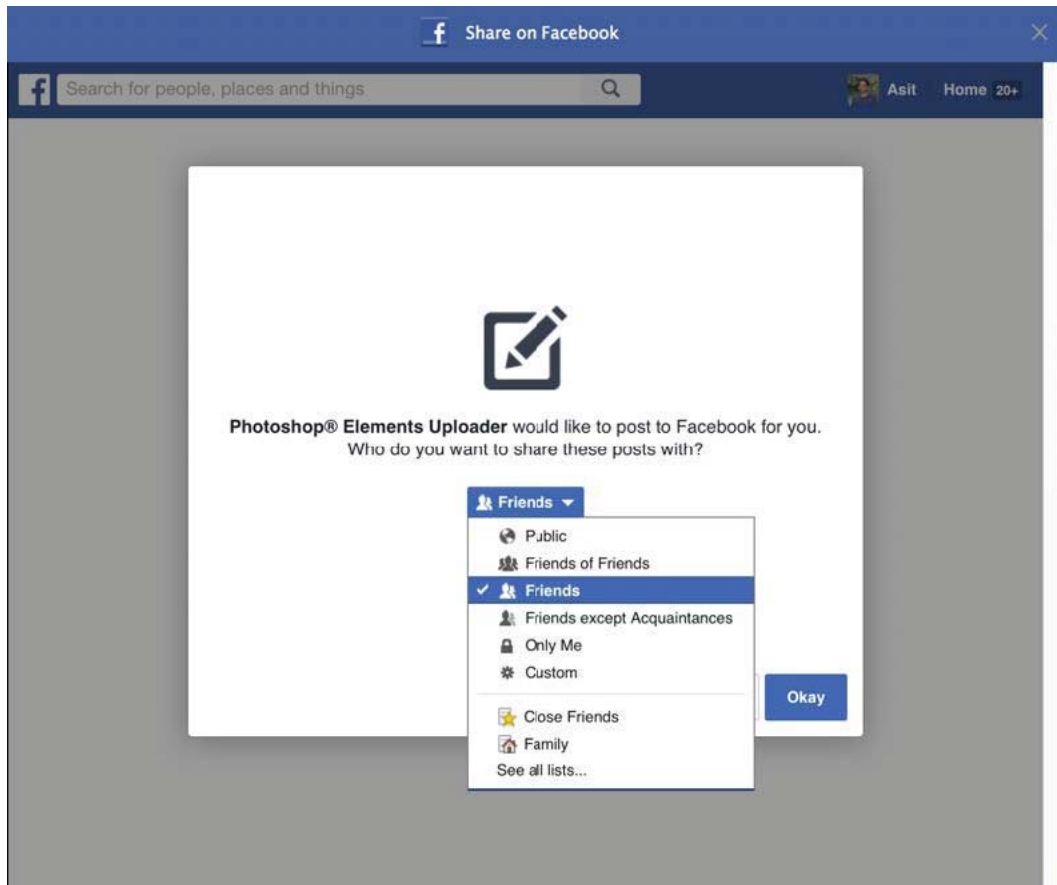 f Share on Facebook
f Search for people, places and things Asit Home 20+
Photoshop® Elements Uploader would like to post to Facebook for you.
Who do you want to share these posts with?
Friends
Public
Friends of Friends
Friends
Friends except Acquaintances
Only Me
Custom
Okay
Close Friends
Family
See all lists...